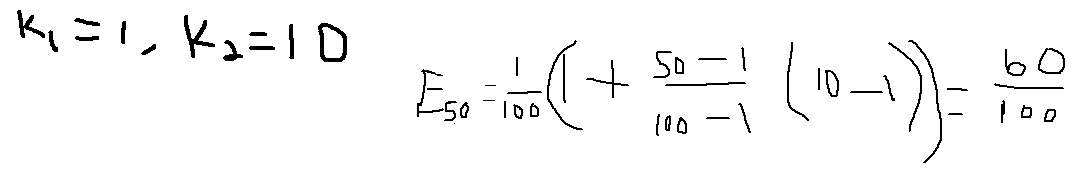 K₁ = 1, K₂ = 10
E₅₀ = 1/100 (1 + (50 - 1)/(100 - 1) (10 - 1)) = 60/100